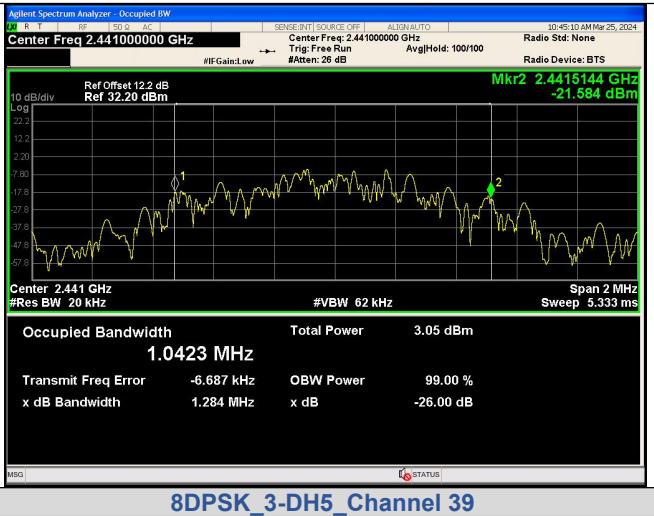 Agilent Spectrum Analyzer - Occupied BW
R T RF 50 Ω AC SENSE:INT SOURCE OFF ALIGN AUTO 10:45:10 AM Mar 25, 2024
Center Freq 2.441000000 GHz Center Freq: 2.441000000 GHz Radio Std: None
Trig: Free Run Avg|Hold: 100/100
#IFGain:Low #Atten: 26 dB Radio Device: BTS
Mkr2 2.4415144 GHz
Ref Offset 12.2 dB
10 dB/div Ref 32.20 dBm -21.584 dBm
Log
22.2
12.2
2.20
-7.80
1
-17.8
2
-27.8
-37.8
-47.8
-57.8
Center 2.441 GHz Span 2 MHz
#Res BW 20 kHz #VBW 62 kHz Sweep 5.333 ms
Occupied Bandwidth Total Power 3.05 dBm
1.0423 MHz
Transmit Freq Error -6.687 kHz OBW Power 99.00 %
x dB Bandwidth 1.284 MHz x dB -26.00 dB
MSG STATUS
8DPSK_3-DH5_Channel 39